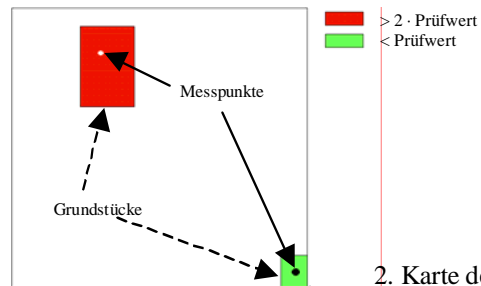 > 2 · Prüfwert
< Prüfwert
Messpunkte
Grundstücke
2. Karte de